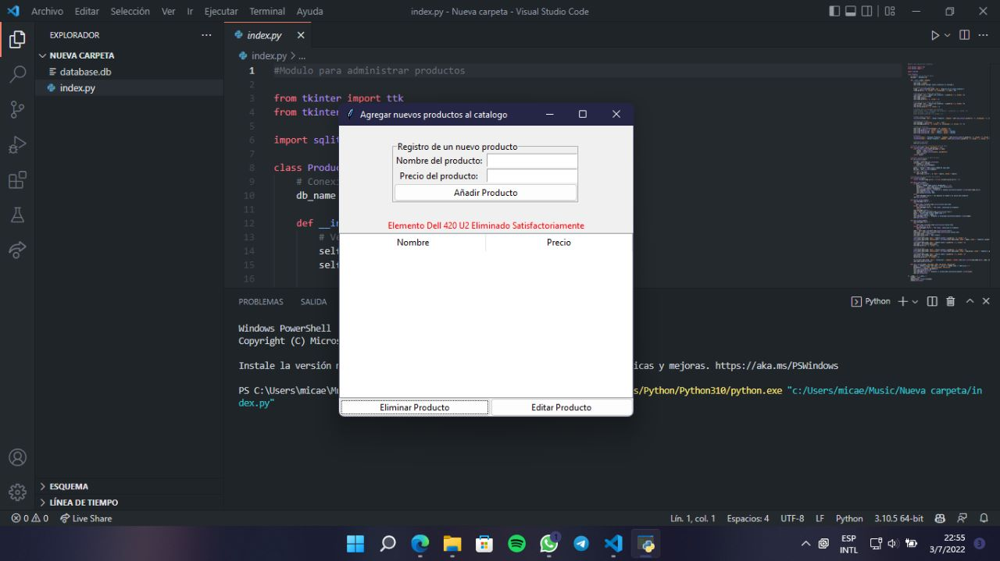 Archivo Editar Selección Ver Ir Ejecutar Terminal Ayuda
index.py - Nueva carpeta - Visual Studio Code
EXPLORADOR
NUEVA CARPETA
database.db
index.py
index.py
index.py > ...
1 #Modulo para administrar productos
2
3 from tkinter import ttk
4 from tkinter
5
6 import sqlit
7
8 class Produc
9 # Conexi
10 db_name
11
12 def __in
13 # Ve
14 self
15 self
16
Agregar nuevos productos al catalogo
Registro de un nuevo producto
Nombre del producto:
Precio del producto:
Añadir Producto
Elemento Dell 420 U2 Eliminado Satisfactoriamente
Nombre Precio
Eliminar Producto Editar Producto
PROBLEMAS SALIDA
Python
Windows PowerShell
Copyright (C) Micros
Instale la versión icas y mejoras. https://aka.ms/PSWindows
PS C:\Users\micae\Mu s/Python/Python310/python.exe "c:/Users/micae/Music/Nueva carpeta/in
dex.py"
ESQUEMA
LÍNEA DE TIEMPO
0 0 Live Share
Lín. 1, col. 1 Espacios: 4 UTF-8 LF Python 3.10.5 64-bit
1
ESP
INTL
22:55
3/7/2022
3